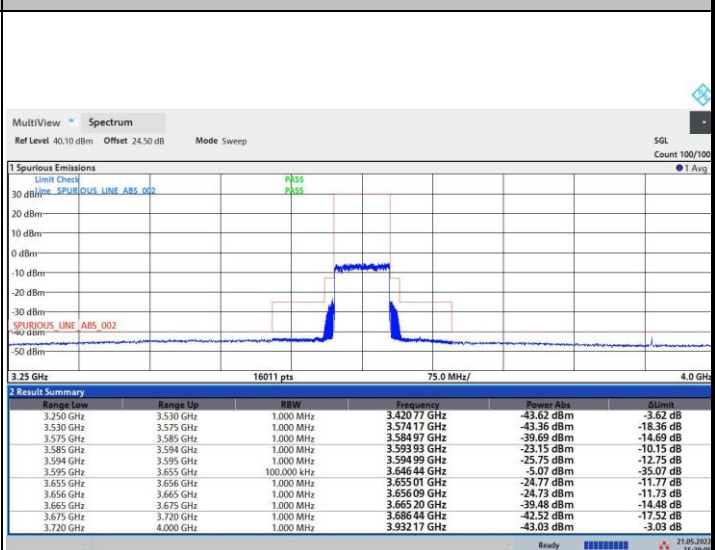 MultiView Spectrum
Ref Level 40.10 dBm Offset 24.50 dB Mode Sweep SGL
Count 100/100
1 Spurious Emissions 1 Avg
Limit Check PASS
Line SPURIOUS_LINE_ABS_002 PASS
30 dBm
20 dBm
10 dBm
0 dBm
-10 dBm
-20 dBm
-30 dBm
SPURIOUS_LINE_ABS_002
-40 dBm
-50 dBm
3.25 GHz 16011 pts 75.0 MHz/ 4.0 GHz
2 Result Summary
Range Low Range Up RBW Frequency Power Abs ΔLimit
3.250 GHz 3.530 GHz 1.000 MHz 3.420 77 GHz -43.62 dBm -3.62 dB
3.530 GHz 3.575 GHz 1.000 MHz 3.574 17 GHz -43.36 dBm -18.36 dB
3.575 GHz 3.585 GHz 1.000 MHz 3.584 97 GHz -39.69 dBm -14.69 dB
3.585 GHz 3.594 GHz 1.000 MHz 3.593 93 GHz -23.15 dBm -10.15 dB
3.594 GHz 3.595 GHz 1.000 MHz 3.594 99 GHz -25.75 dBm -12.75 dB
3.595 GHz 3.655 GHz 100.000 kHz 3.646 44 GHz -5.07 dBm -35.07 dB
3.655 GHz 3.656 GHz 1.000 MHz 3.655 01 GHz -24.77 dBm -11.77 dB
3.656 GHz 3.665 GHz 1.000 MHz 3.656 09 GHz -24.73 dBm -11.73 dB
3.665 GHz 3.675 GHz 1.000 MHz 3.665 20 GHz -39.48 dBm -14.48 dB
3.675 GHz 3.720 GHz 1.000 MHz 3.686 44 GHz -42.52 dBm -17.52 dB
3.720 GHz 4.000 GHz 1.000 MHz 3.932 17 GHz -43.03 dBm -3.03 dB
Ready 21.05.2022